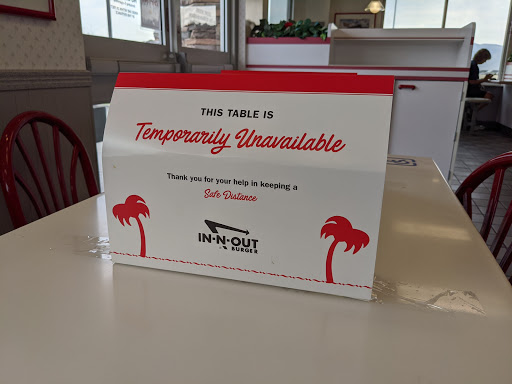 THIS TABLE IS
Temporarily Unavailable
Thank you for your help in keeping a
Safe Distance
IN-N-OUT
BURGER